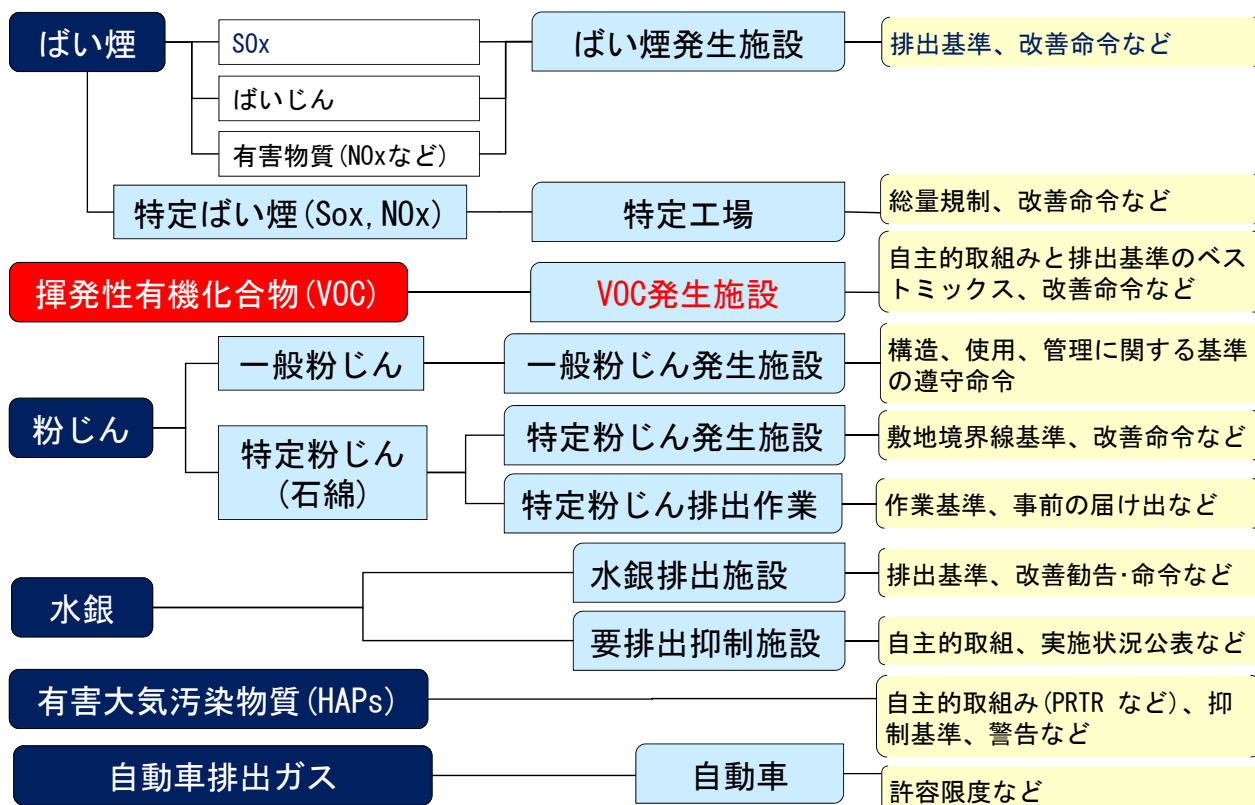 ばい煙
SOx
ばい煙発生施設
排出基準、改善命令など
ばいじん
有害物質(NOxなど)
特定ばい煙(Sox,NOx)
特定工場
総量規制、改善命令など
揮発性有機化合物(VOC)
VOC発生施設
自主的取組みと排出基準のベス
トミックス、改善命令など
粉じん
一般粉じん
一般粉じん発生施設
構造、使用、管理に関する基準
の遵守命令
特定粉じん
(石綿)
特定粉じん発生施設
敷地境界線基準、改善命令など
特定粉じん排出作業
作業基準、事前の届け出など
水銀
水銀排出施設
排出基準、改善勧告･命令など
要排出抑制施設
自主的取組、実施状況公表など
有害大気汚染物質(HAPs)
自主的取組み(PRTR など)、抑
制基準、警告など
自動車排出ガス
自動車
許容限度など